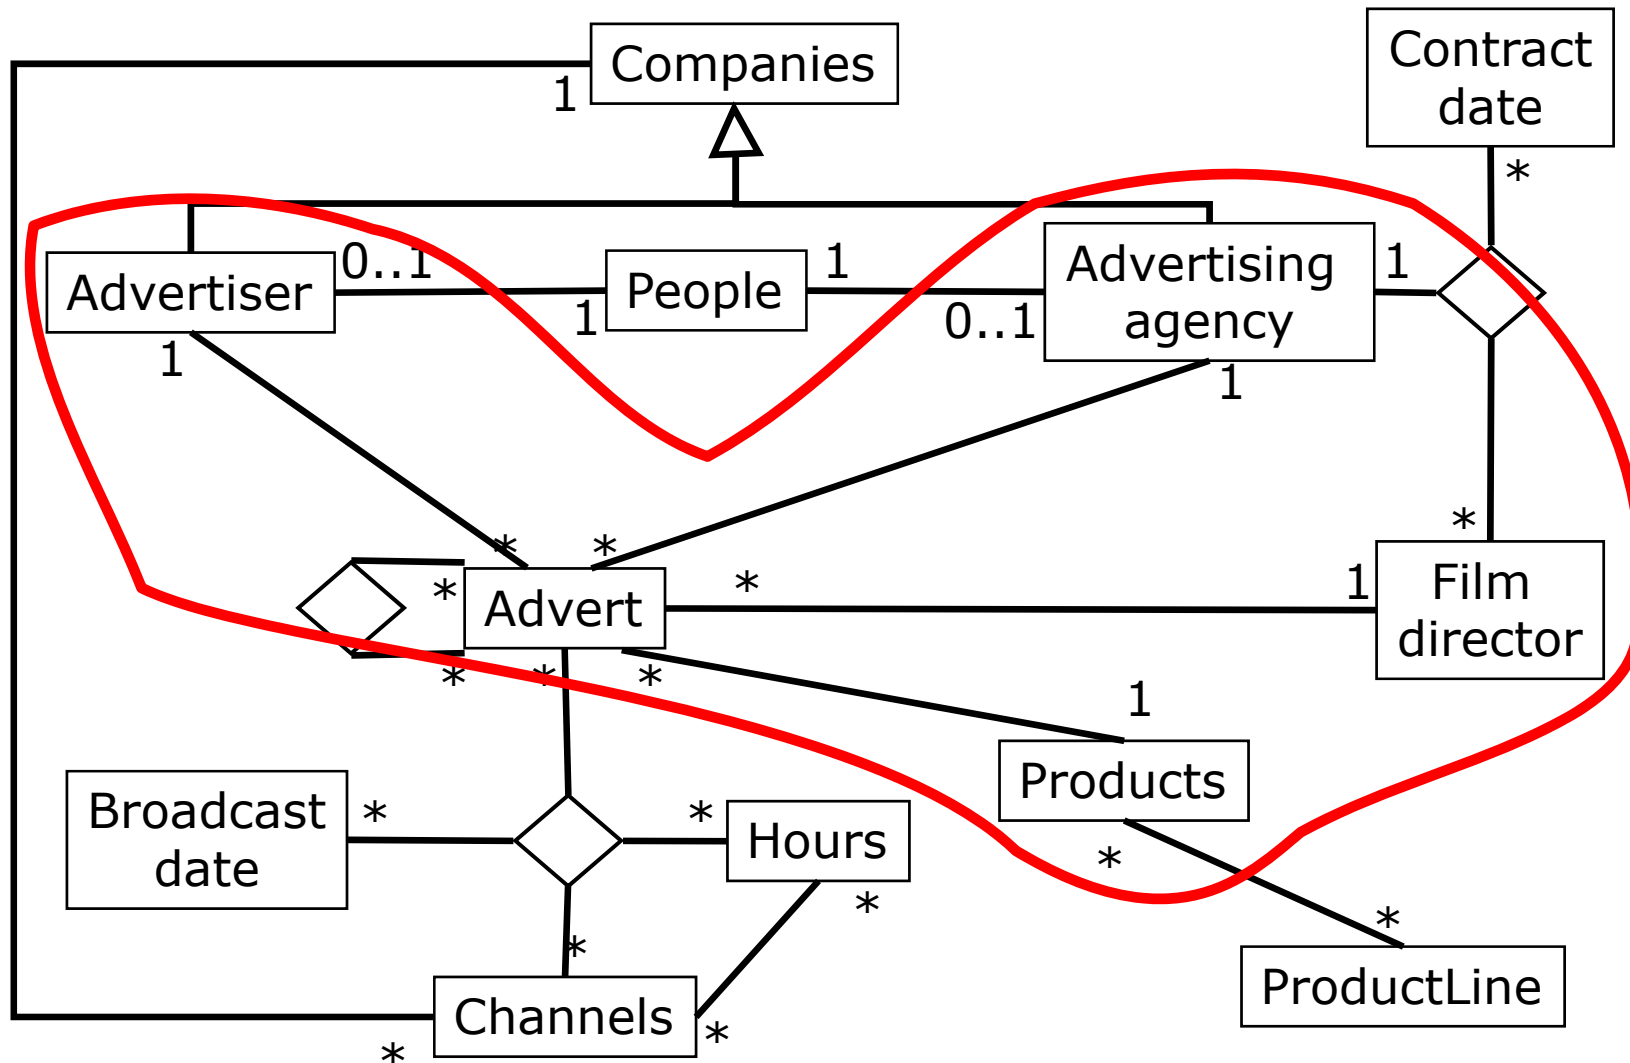 Companies
1
Contract
date
*
Advertiser
0..1
1
People
1
0..1
Advertising
agency
1
1
1
*
*
*
*
Advert
*
1
Film
director
*
*
*
*
1
Products
Broadcast
date
*
*
Hours
*
*
*
*
ProductLine
Channels
*
*